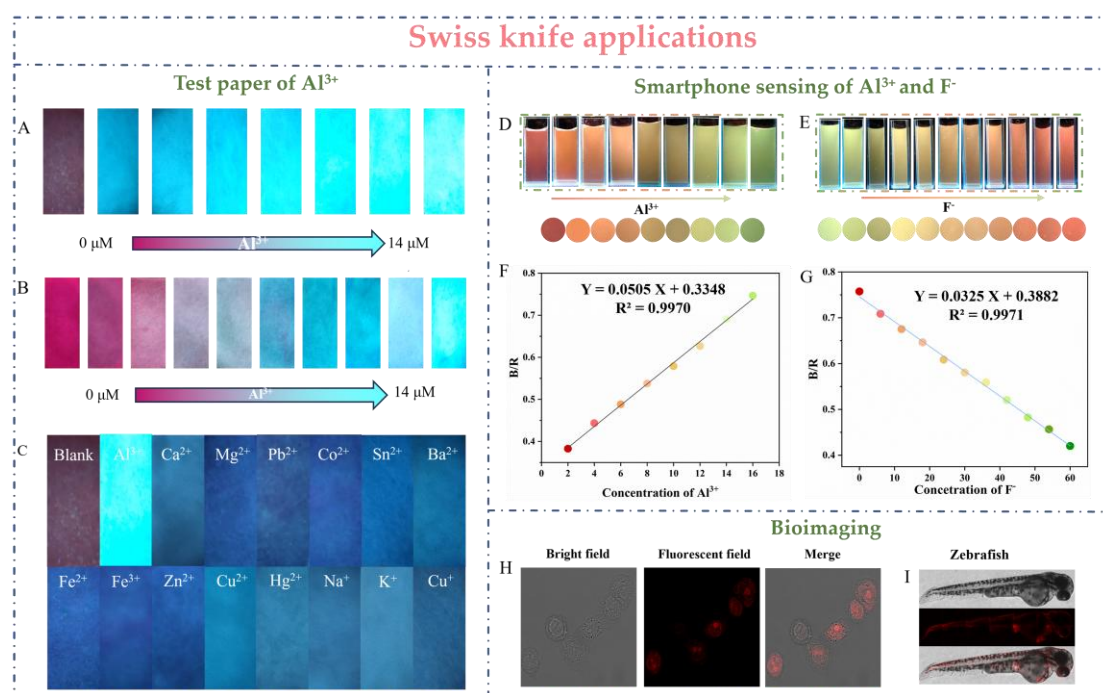 Swiss knife applications
Test paper of Al³⁺
A
0 μM
Al³⁺
14 μM
B
0 μM
Al³⁺
14 μM
C
Blank Al³⁺ Ca²⁺ Mg²⁺ Pb²⁺ Co²⁺ Sn²⁺ Ba²⁺
Fe²⁺ Fe³⁺ Zn²⁺ Cu²⁺ Hg²⁺ Na⁺ K⁺ Cu⁺
Smartphone sensing of Al³⁺ and F⁻
D
Al³⁺
E
F⁻
F
Y = 0.0505 X + 0.3348
R² = 0.9970
B/R
0.8
0.7
0.6
0.5
0.4
0 2 4 6 8 10 12 14 16 18
Concentration of Al³⁺
G
Y = 0.0325 X + 0.3882
R² = 0.9971
B/R
0.8
0.7
0.6
0.5
0.4
0 10 20 30 40 50 60
Concetration of F⁻
Bioimaging
H
Bright field Fluorescent field Merge
I
Zebrafish